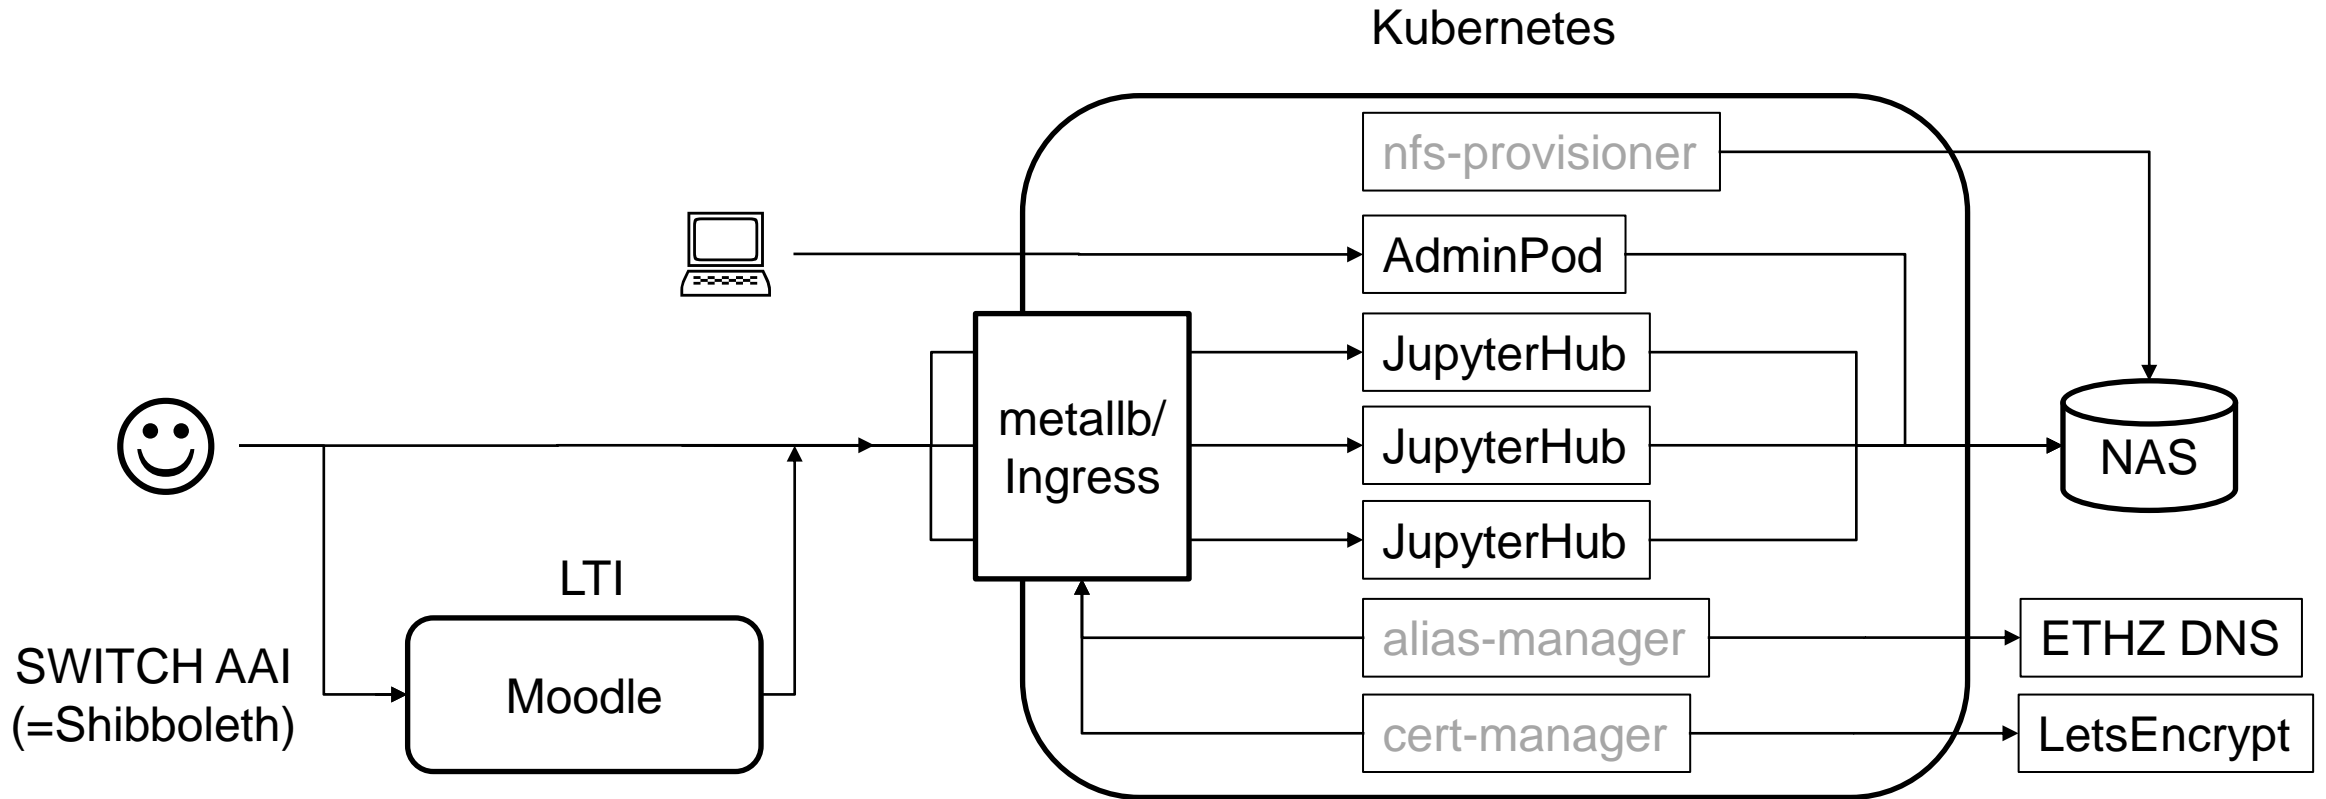 Kubernetes
nfs-provisioner
AdminPod
JupyterHub
metallb/
Ingress
JupyterHub
NAS
JupyterHub
LTI
SWITCH AAI
(=Shibboleth)
Moodle
alias-manager
ETHZ DNS
cert-manager
LetsEncrypt